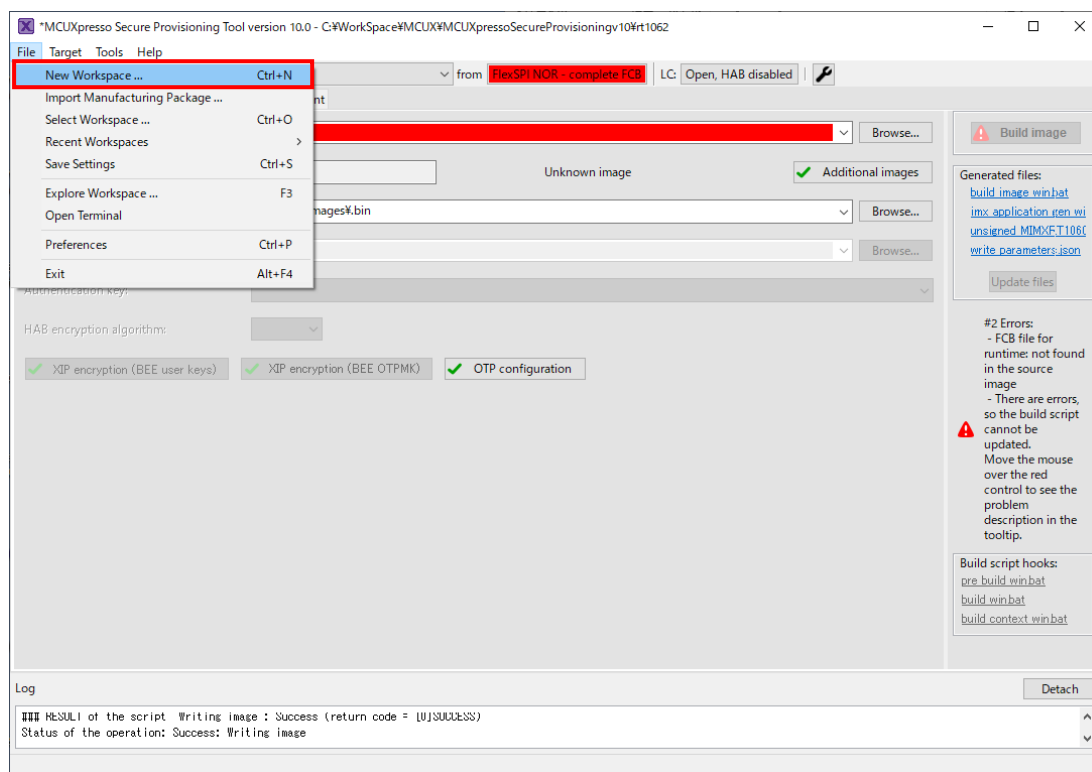 *MCUXpresso Secure Provisioning Tool version 10.0 - C:¥WorkSpace¥MCUX¥MCUXpressoSecureProvisioningv10¥rt1062
File Target Tools Help
New Workspace ... Ctrl+N
from FlexSPI NOR - complete FCB LC: Open, HAB disabled
Import Manufacturing Package ...
nt
Select Workspace ... Ctrl+O
Browse...
Build image
Recent Workspaces
Save Settings Ctrl+S
Unknown image
Additional images
Generated files:
build image win.bat
Explore Workspace ... F3
imx application gen wi
Open Terminal
mages¥.bin
Browse...
unsigned MIMXRT1060
Preferences Ctrl+P
Browse...
write parameters.json
Exit Alt+F4
Update files
Authentication key:
HAB encryption algorithm:
XIP encryption (BEE user keys)
XIP encryption (BEE OTPMK)
OTP configuration
#2 Errors:
- FCB file for
runtime: not found
in the source
image
- There are errors,
so the build script
cannot be
updated.
Move the mouse
over the red
control to see the
problem
description in the
tooltip.
Build script hooks:
pre build win.bat
build win.bat
build context win.bat
Log
Detach
### RESULT of the script Writing image : Success (return code = [0]SUCCESS)
Status of the operation: Success: Writing image